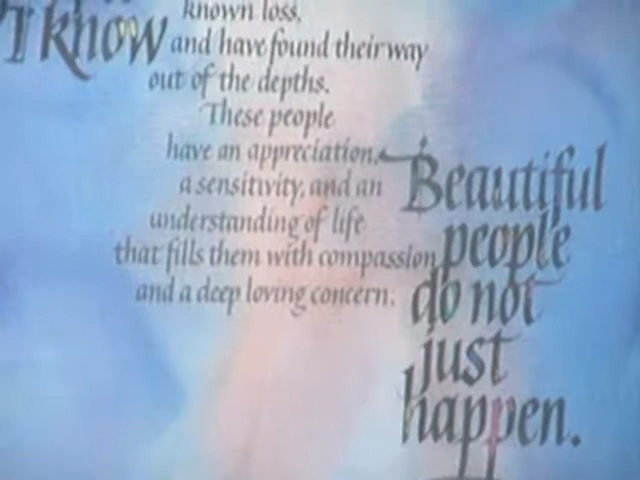 known loss,
I know and have found their way
out of the depths.
These people
have an appreciation,
a sensitivity, and an
understanding of life
that fills them with compassion
and a deep loving concern.
Beautiful
people
do not
just
happen.